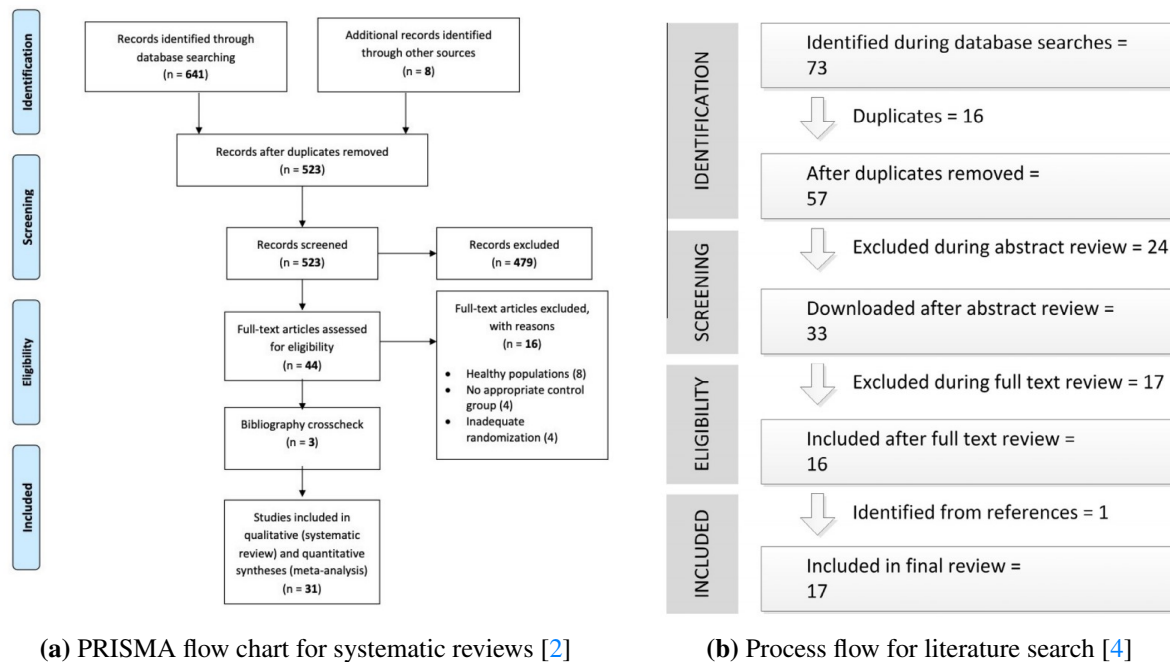 Identification
Records identified through
database searching
(n = 641)
Additional records identified
through other sources
(n = 8)
Records after duplicates removed
(n = 523)
Screening
Records screened
(n = 523)
Records excluded
(n = 479)
Eligibility
Full-text articles assessed
for eligibility
(n = 44)
Full-text articles excluded,
with reasons
(n = 16)
• Healthy populations (8)
• No appropriate control
group (4)
• Inadequate
randomization (4)
Bibliography crosscheck
(n = 3)
Included
Studies included in
qualitative (systematic
review) and quantitative
syntheses (meta-analysis)
(n = 31)
(a) PRISMA flow chart for systematic reviews [2]
IDENTIFICATION
Identified during database searches =
73
Duplicates = 16
After duplicates removed =
57
SCREENING
Excluded during abstract review = 24
Downloaded after abstract review =
33
ELIGIBILITY
Excluded during full text review = 17
Included after full text review =
16
INCLUDED
Identified from references = 1
Included in final review =
17
(b) Process flow for literature search [4]